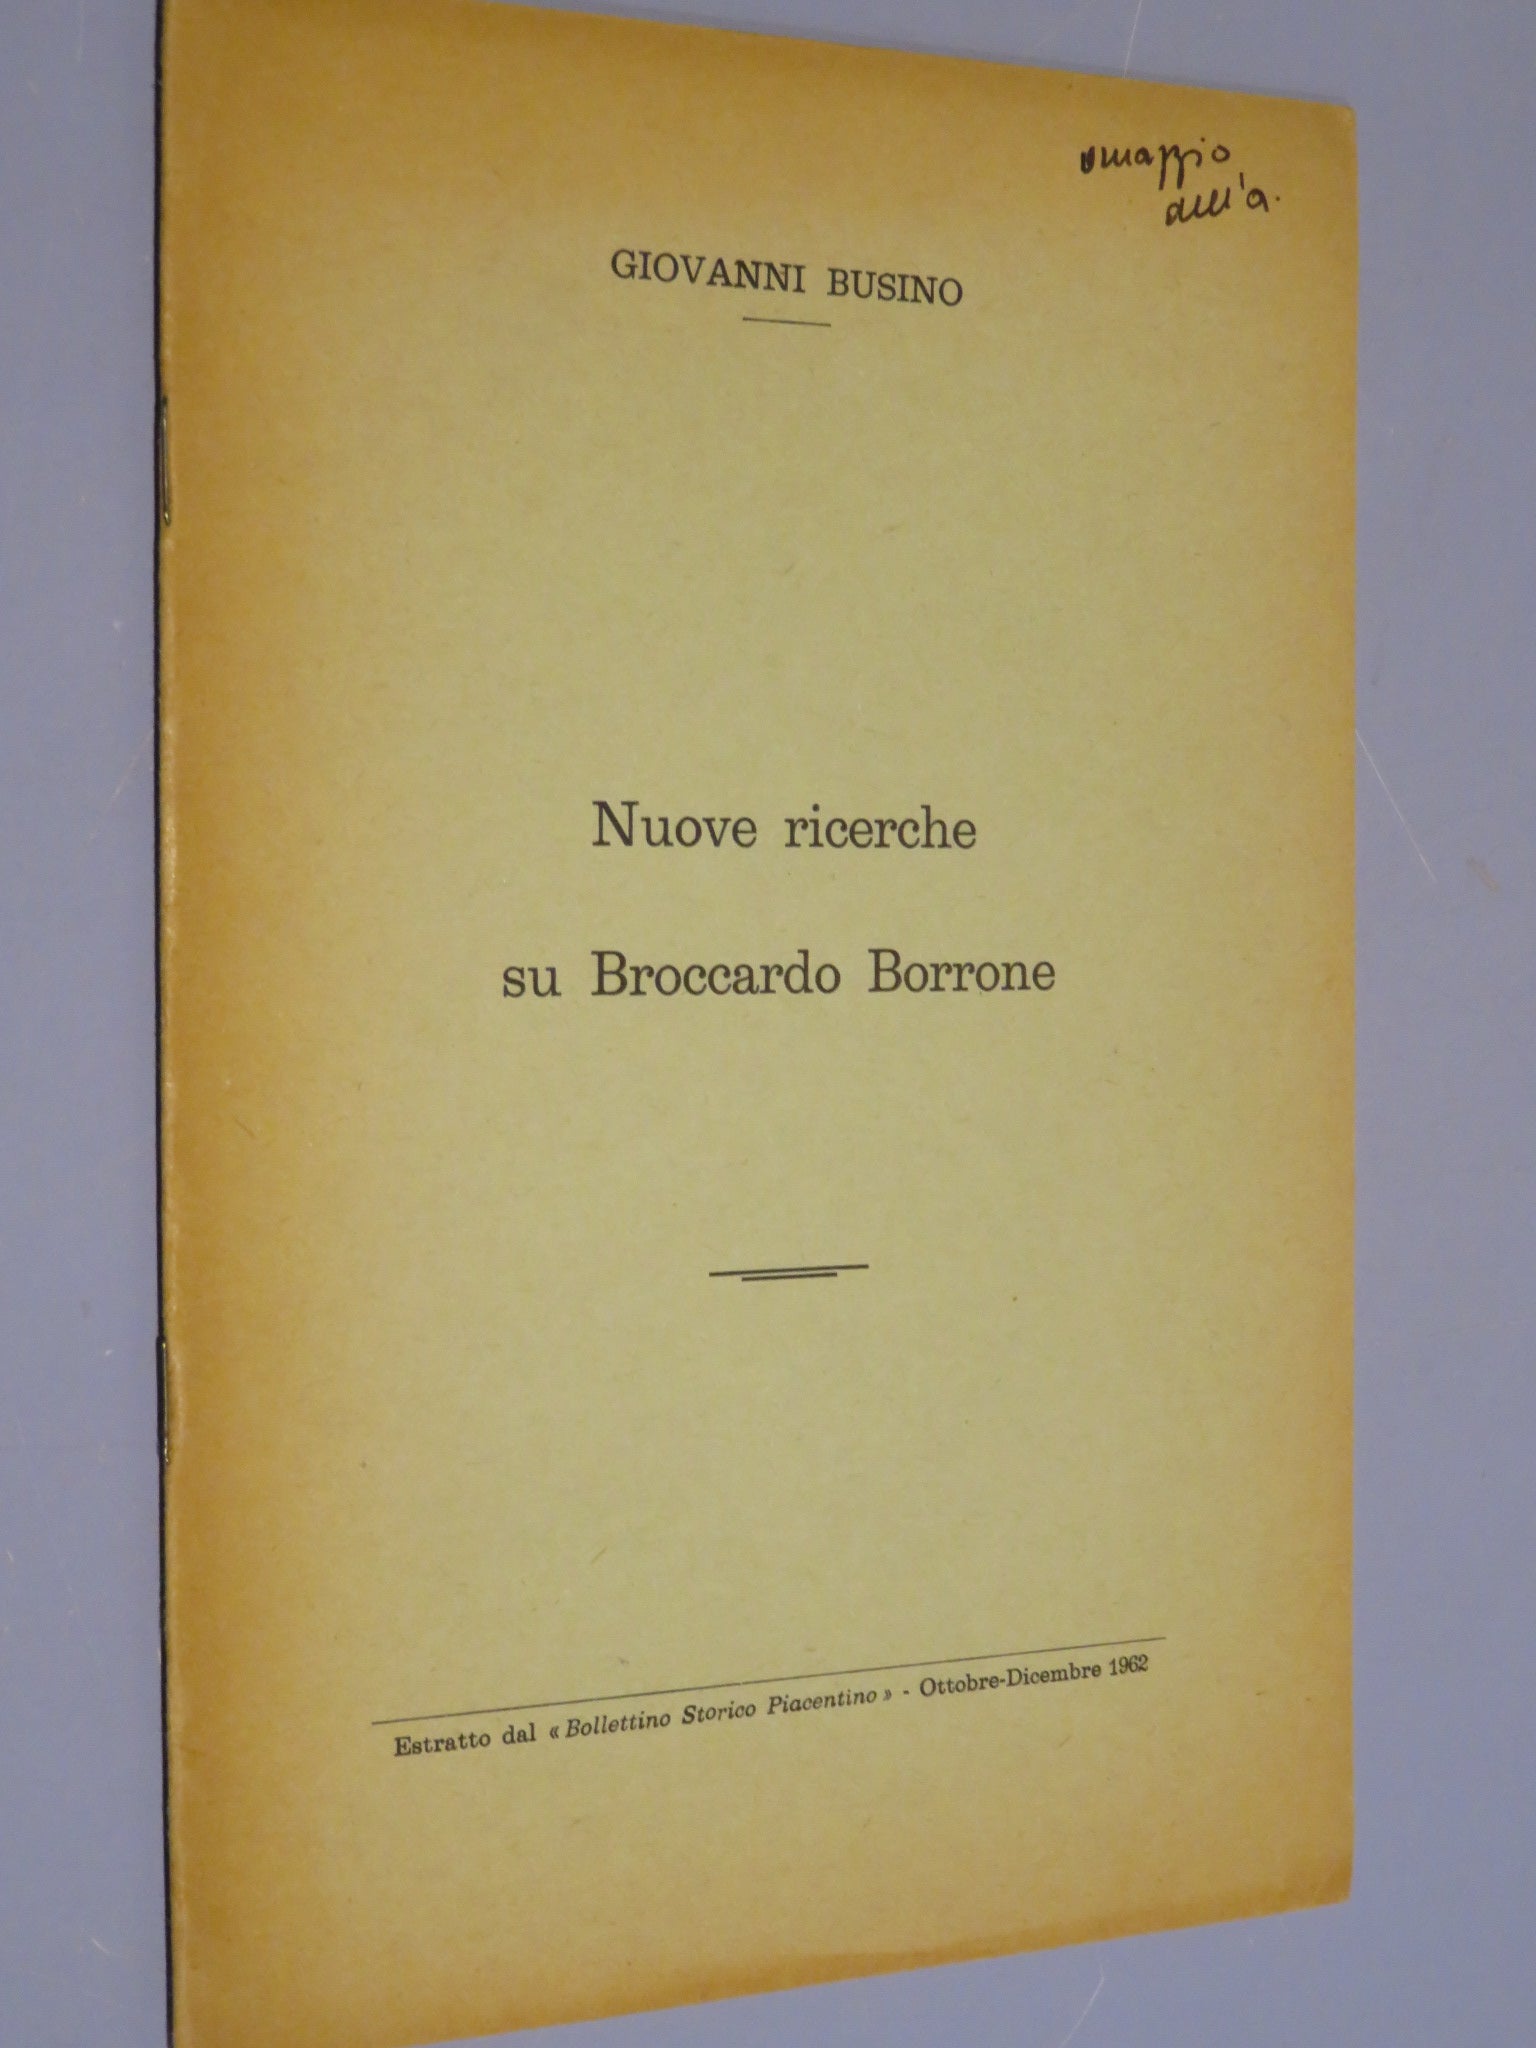 omaggio
dell'a.
GIOVANNI BUSINO
Nuove ricerche
su Broccardo Borrone
Estratto dal « Bollettino Storico Piacentino » - Ottobre-Dicembre 1962